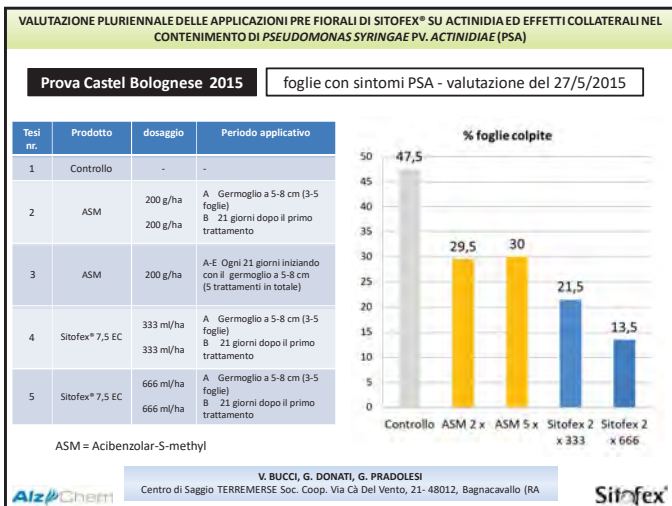 VALUTAZIONE PLURIENNALE DELLE APPLICAZIONI PRE FIORALI DI SITOFEX® SU ACTINIDIA ED EFFETTI COLLATERALI NEL
CONTENIMENTO DI PSEUDOMONAS SYRINGAE PV. ACTINIDIAE (PSA)
Prova Castel Bolognese 2015
foglie con sintomi PSA - valutazione del 27/5/2015
Tesi nr. Prodotto dosaggio Periodo applicativo
1 Controllo - -
2 ASM 200 g/ha 200 g/ha A Germoglio a 5-8 cm (3-5
foglie)
B 21 giorni dopo il primo
trattamento
3 ASM 200 g/ha A-E Ogni 21 giorni iniziando
con il germoglio a 5-8 cm
(5 trattamenti in totale)
4 Sitofex® 7,5 EC 333 ml/ha 333 ml/ha A Germoglio a 5-8 cm (3-5
foglie)
B 21 giorni dopo il primo
trattamento
5 Sitofex® 7,5 EC 666 ml/ha 666 ml/ha A Germoglio a 5-8 cm (3-5
foglie)
B 21 giorni dopo il primo
trattamento
ASM = Acibenzolar-S-methyl
% foglie colpite
50
45
40
35
30
25
20
15
10
5
0
47,5
29,5
30
21,5
13,5
Controllo ASM 2 x ASM 5 x Sitofex 2 Sitofex 2
x 333 x 666
V. BUCCI, G. DONATI, G. PRADOLESI
Centro di Saggio TERREMERSE Soc. Coop. Via Cà Del Vento, 21- 48012, Bagnacavallo (RA
AlzChem
Sitofex®